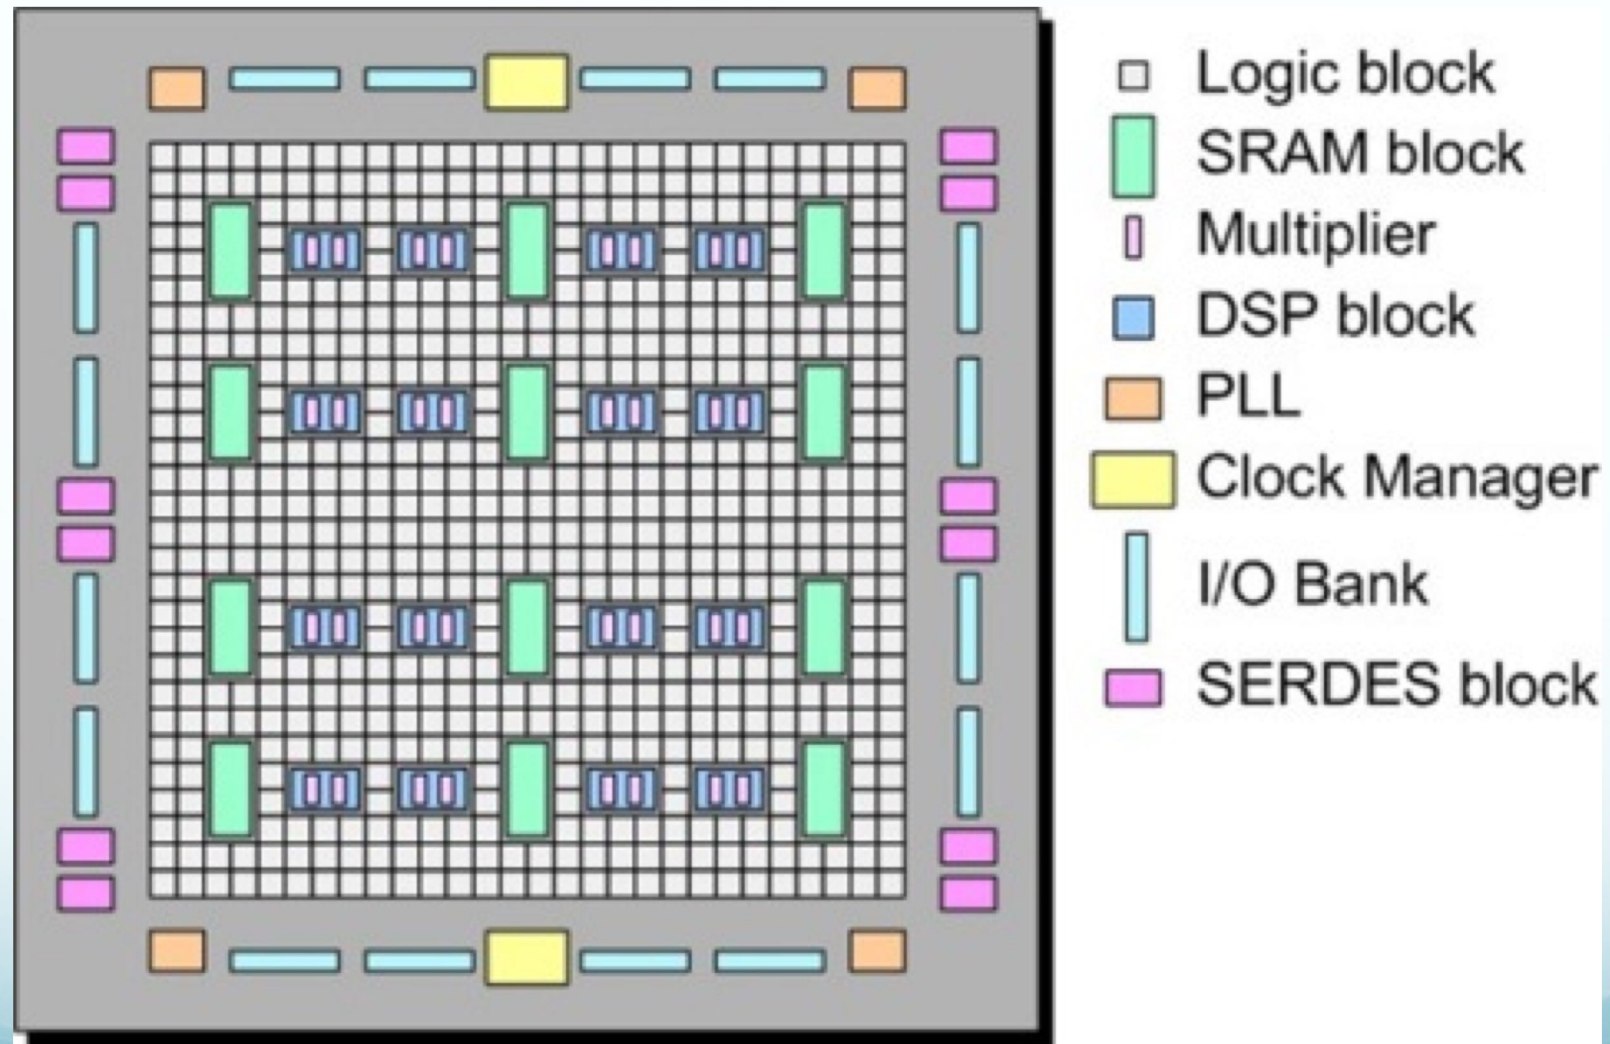 Logic block
SRAM block
Multiplier
DSP block
PLL
Clock Manager
I/O Bank
SERDES block